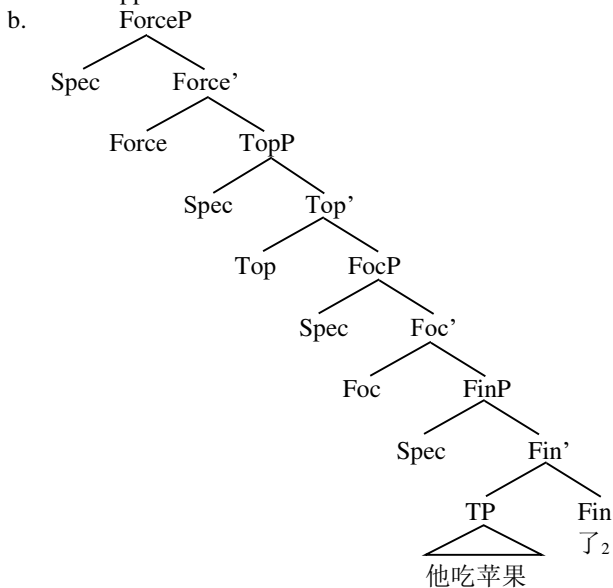 b.
ForceP
Spec Force’
Force TopP
Spec Top’
Top FocP
Spec Foc’
Foc FinP
Spec Fin’
TP Fin
了₂
他吃苹果